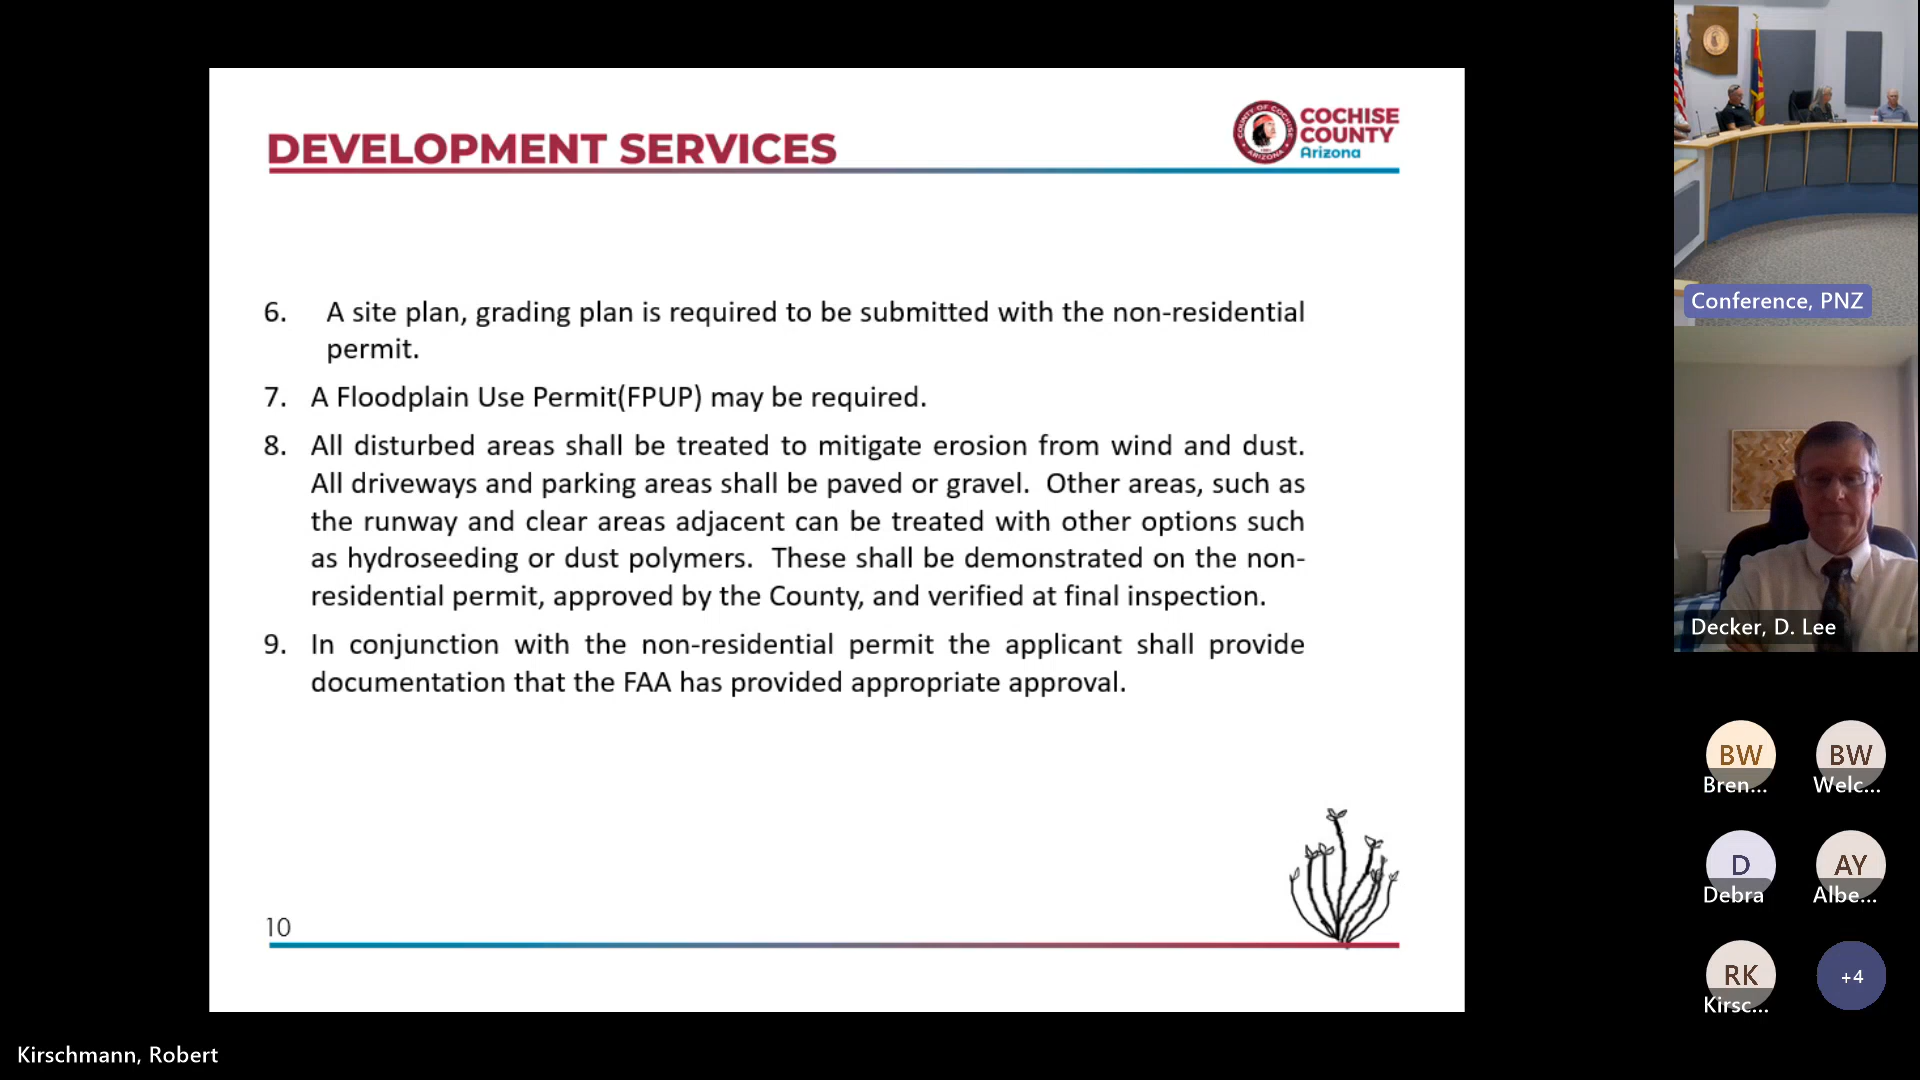 DEVELOPMENT SERVICES
COCHISE
COUNTY
Arizona
6. A site plan, grading plan is required to be submitted with the non-residential
permit.
7. A Floodplain Use Permit(FPUP) may be required.
8. All disturbed areas shall be treated to mitigate erosion from wind and dust.
All driveways and parking areas shall be paved or gravel. Other areas, such as
the runway and clear areas adjacent can be treated with other options such
as hydroseeding or dust polymers. These shall be demonstrated on the non-
residential permit, approved by the County, and verified at final inspection.
9. In conjunction with the non-residential permit the applicant shall provide
documentation that the FAA has provided appropriate approval.
10
Conference, PNZ
Decker, D. Lee
BW
Bren...
BW
Welc...
D
Debra
AY
Albe...
RK
Kirsc...
+4
Kirschmann, Robert